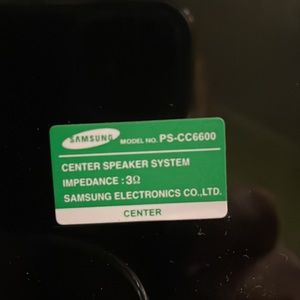 SAMSUNG MODEL NO. PS-CC6600
CENTER SPEAKER SYSTEM
IMPEDANCE : 3Ω
SAMSUNG ELECTRONICS CO.,LTD.
CENTER